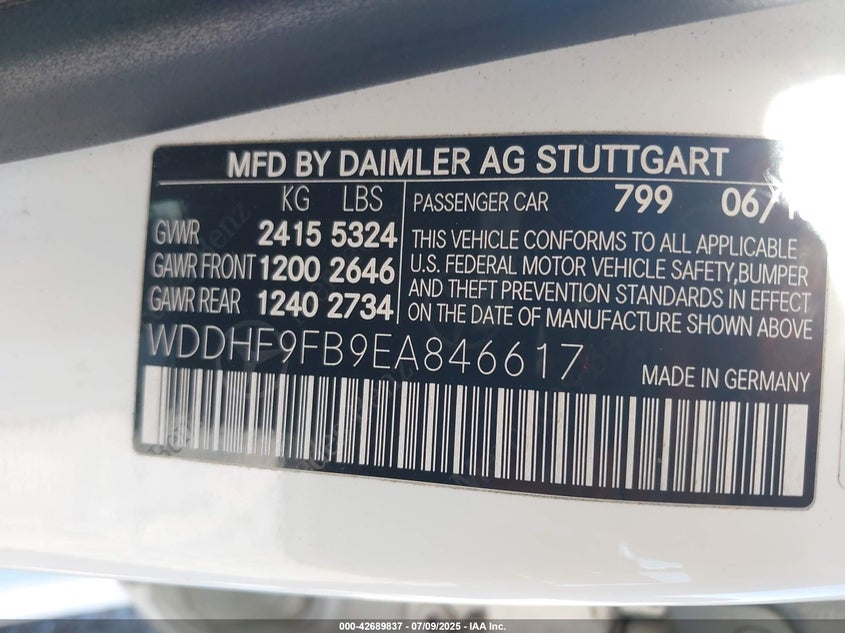 MFD BY DAIMLER AG STUTTGART
KG LBS
GVWR 2415 5324
GAWR FRONT 1200 2646
GAWR REAR 1240 2734
PASSENGER CAR 799
THIS VEHICLE CONFORMS TO ALL APPLICABLE
U.S. FEDERAL MOTOR VEHICLE SAFETY,BUMPER
AND THEFT PREVENTION STANDARDS IN EFFECT
ON THE DATE OF MANUFACTURE SHOWN ABOVE
WDDHF9FB9EA846617
MADE IN GERMANY
000-42689837 - 07/09/2025 - IAA Inc.